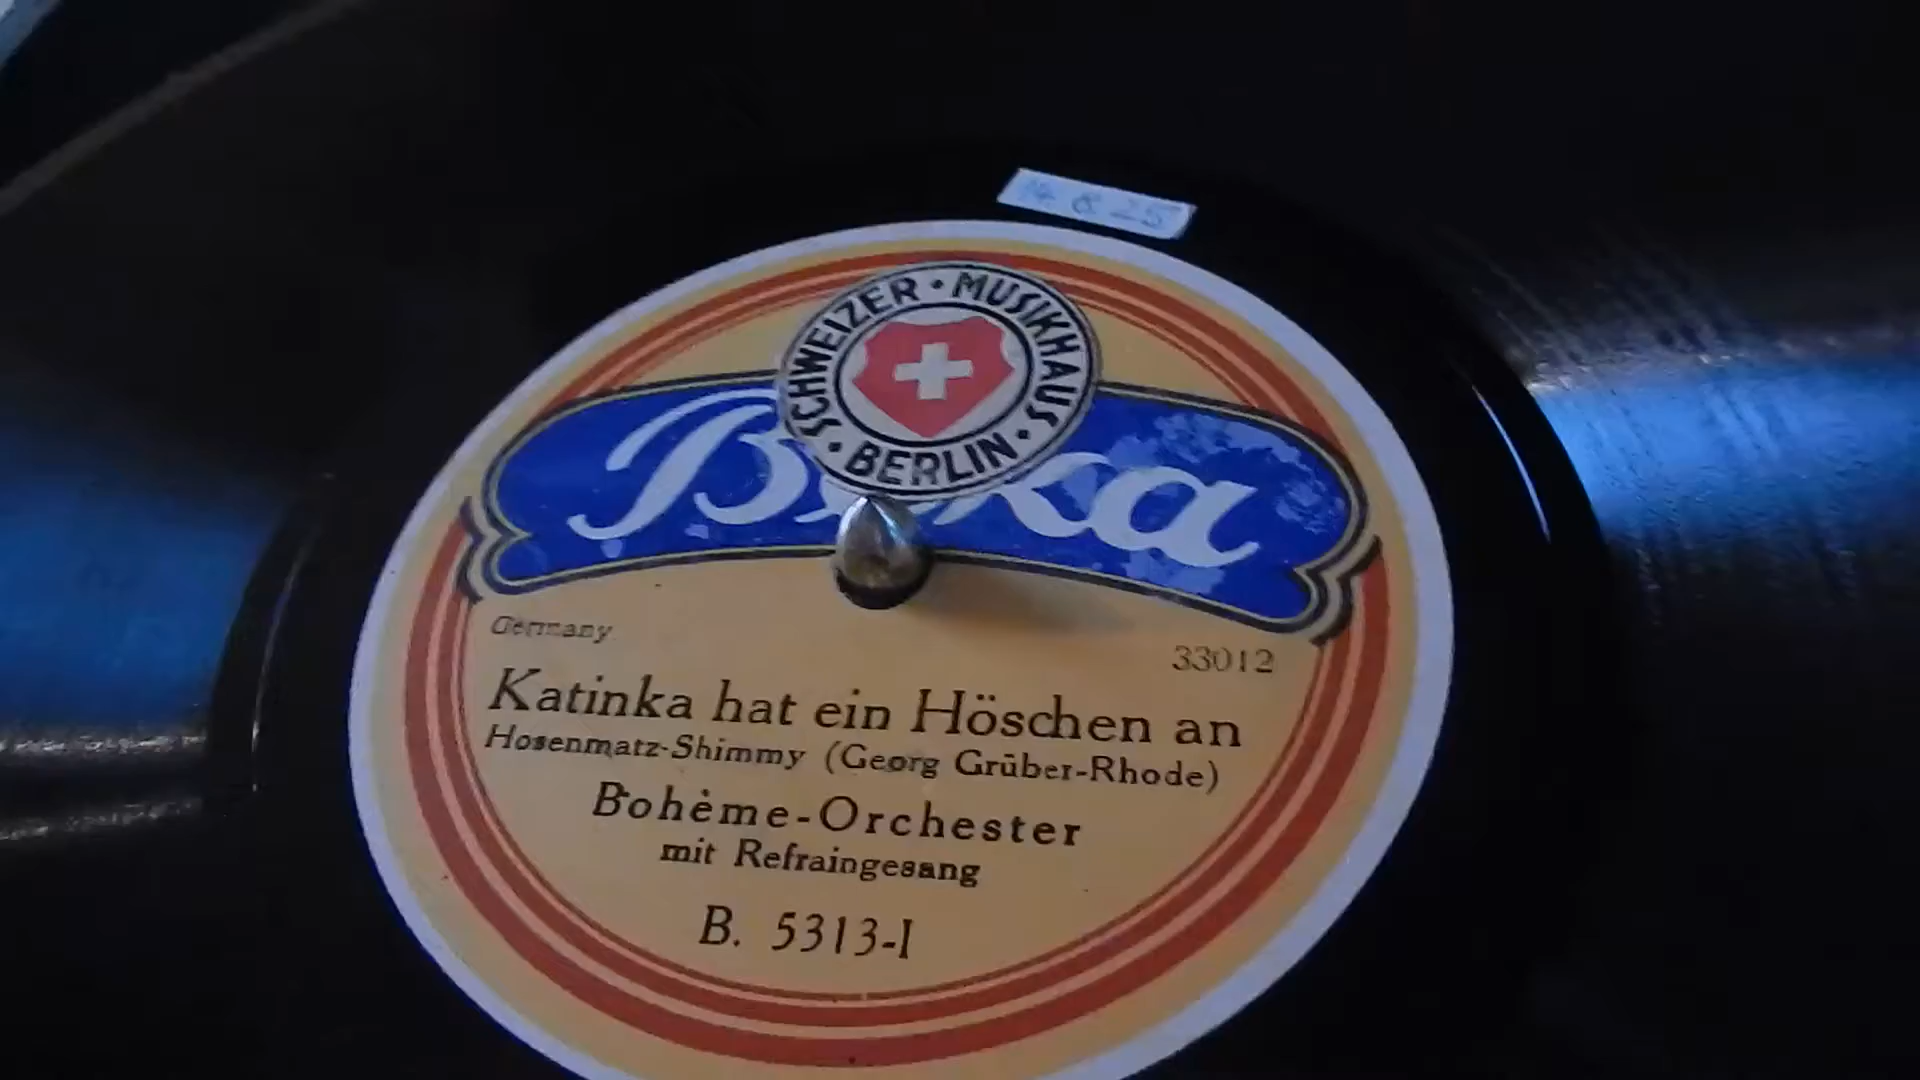 SCHWEIZER · MUSIKHAUS · BERLIN ·
Beka
Germany
33012
Katinka hat ein Höschen an
Hosenmatz-Shimmy (Georg Grüber-Rhode)
Bohème-Orchester
mit Refraingesang
B. 5313-I